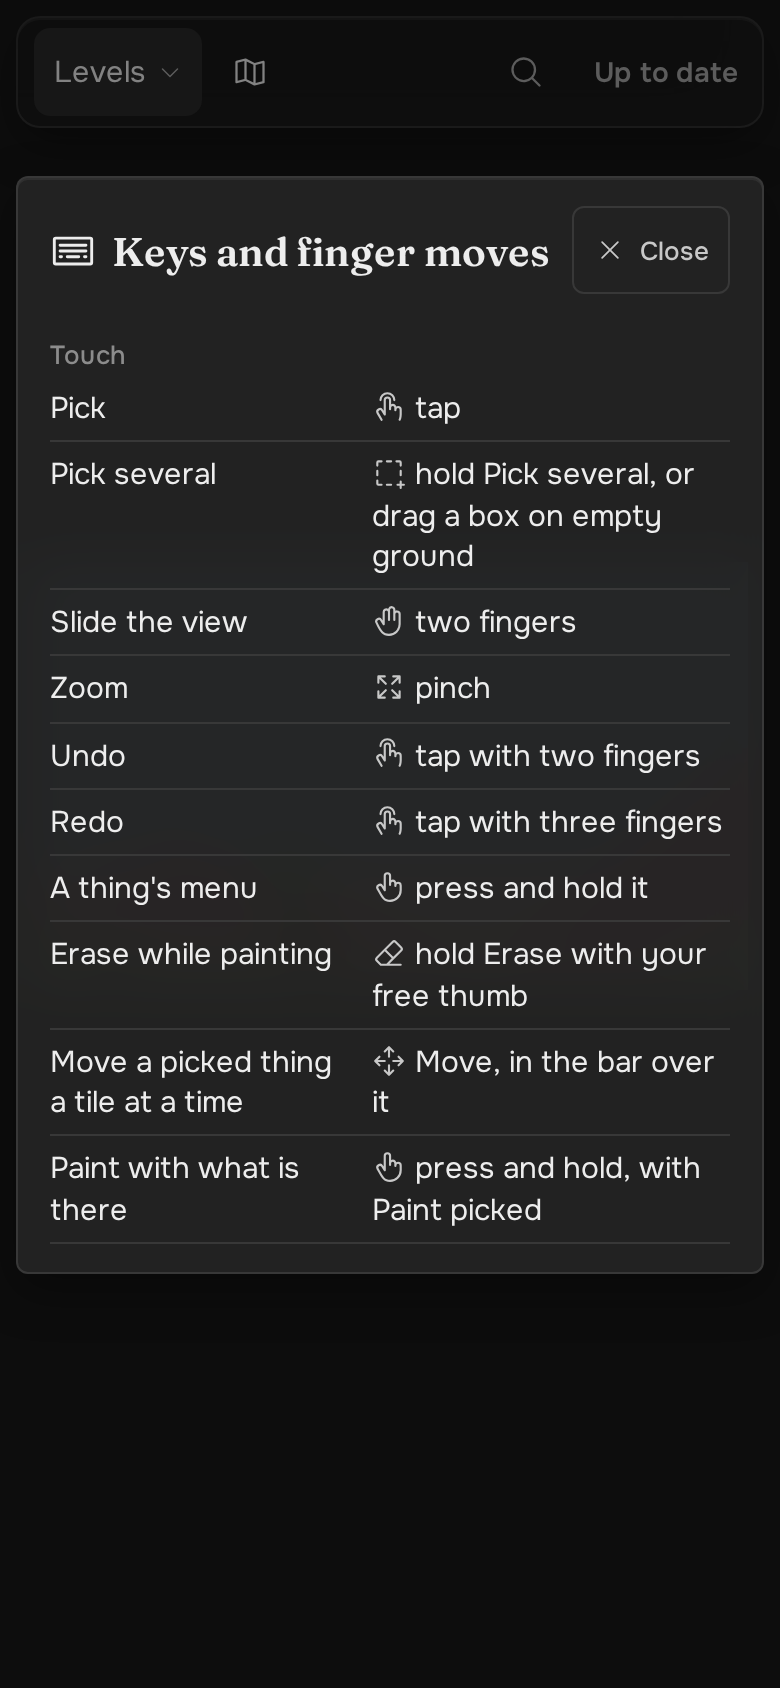 Levels
Up to date
Keys and finger moves
Close
Touch
Pick
tap
Pick several
hold Pick several, or
drag a box on empty
ground
Slide the view
two fingers
Zoom
pinch
Undo
tap with two fingers
Redo
tap with three fingers
A thing's menu
press and hold it
Erase while painting
hold Erase with your
free thumb
Move a picked thing
a tile at a time
Move, in the bar over
it
Paint with what is
there
press and hold, with
Paint picked